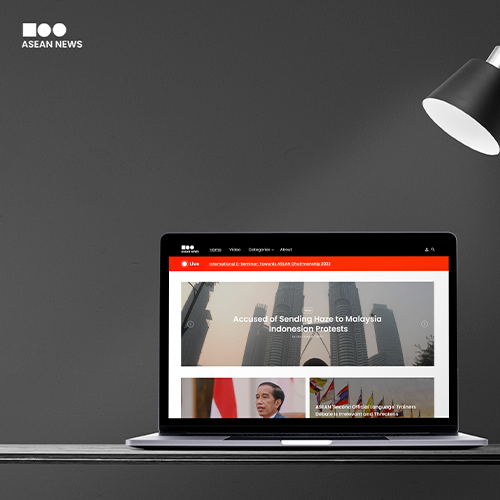 ASEAN NEWS
ASEAN NEWS
Home Video Categories About
Live International E-Seminar: Towards ASEAN Chairmanship 2023
Accused of Sending Haze to Malaysia
Indonesian Protests
ASEAN Second Official Language, Trainers
Debate Is Irrelevant and Threatens